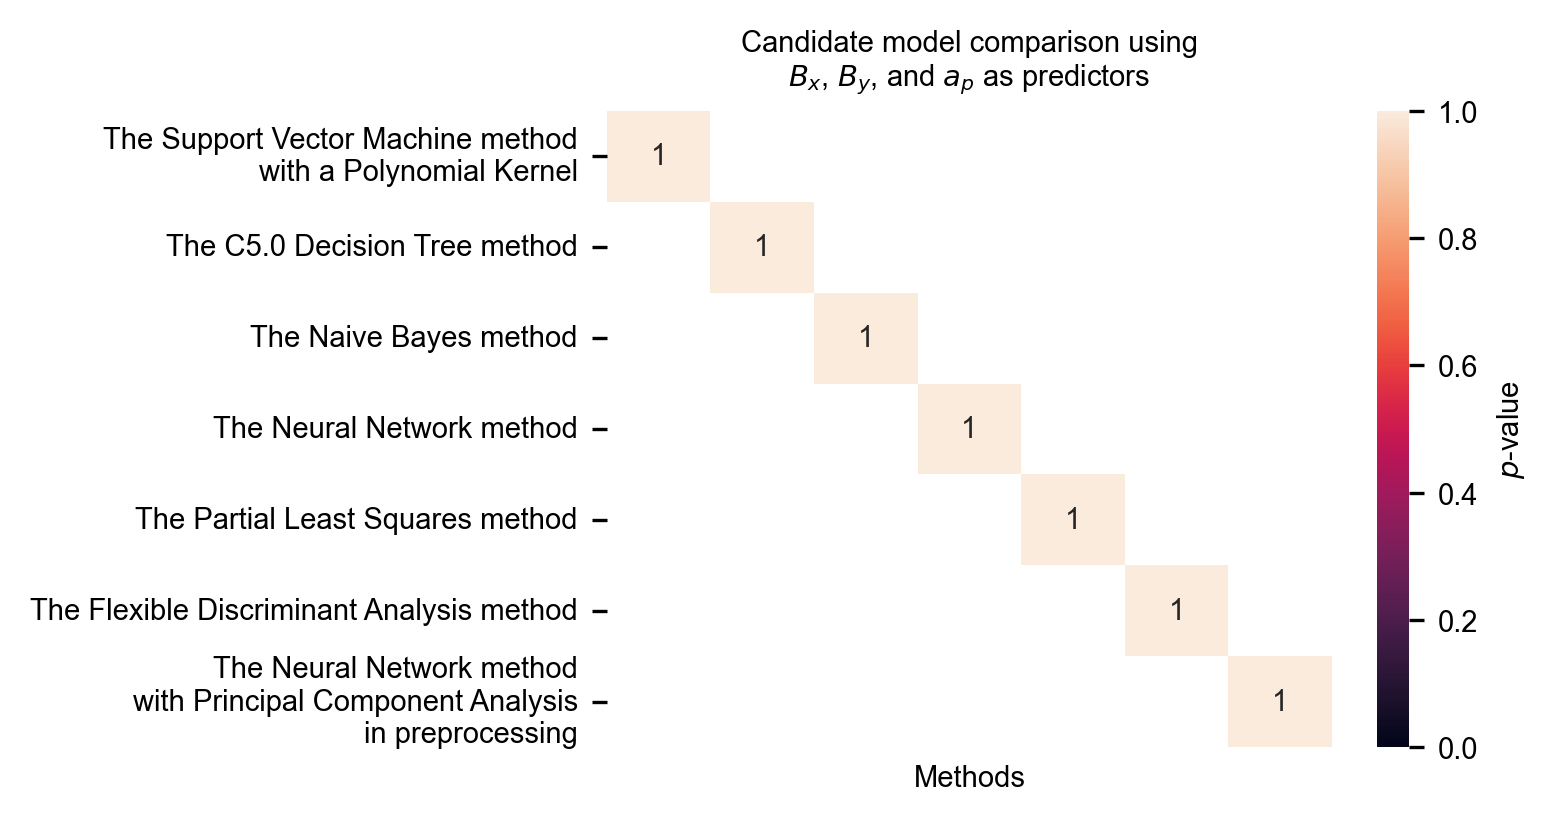 Candidate model comparison using
Bₓ, Bᵧ, and aₚ as predictors
The Support Vector Machine method
with a Polynomial Kernel
The C5.0 Decision Tree method
The Naive Bayes method
The Neural Network method
The Partial Least Squares method
The Flexible Discriminant Analysis method
The Neural Network method
with Principal Component Analysis
in preprocessing
1
1
1
1
1
1
1
Methods
1.0
0.8
0.6
0.4
0.2
0.0
p-value